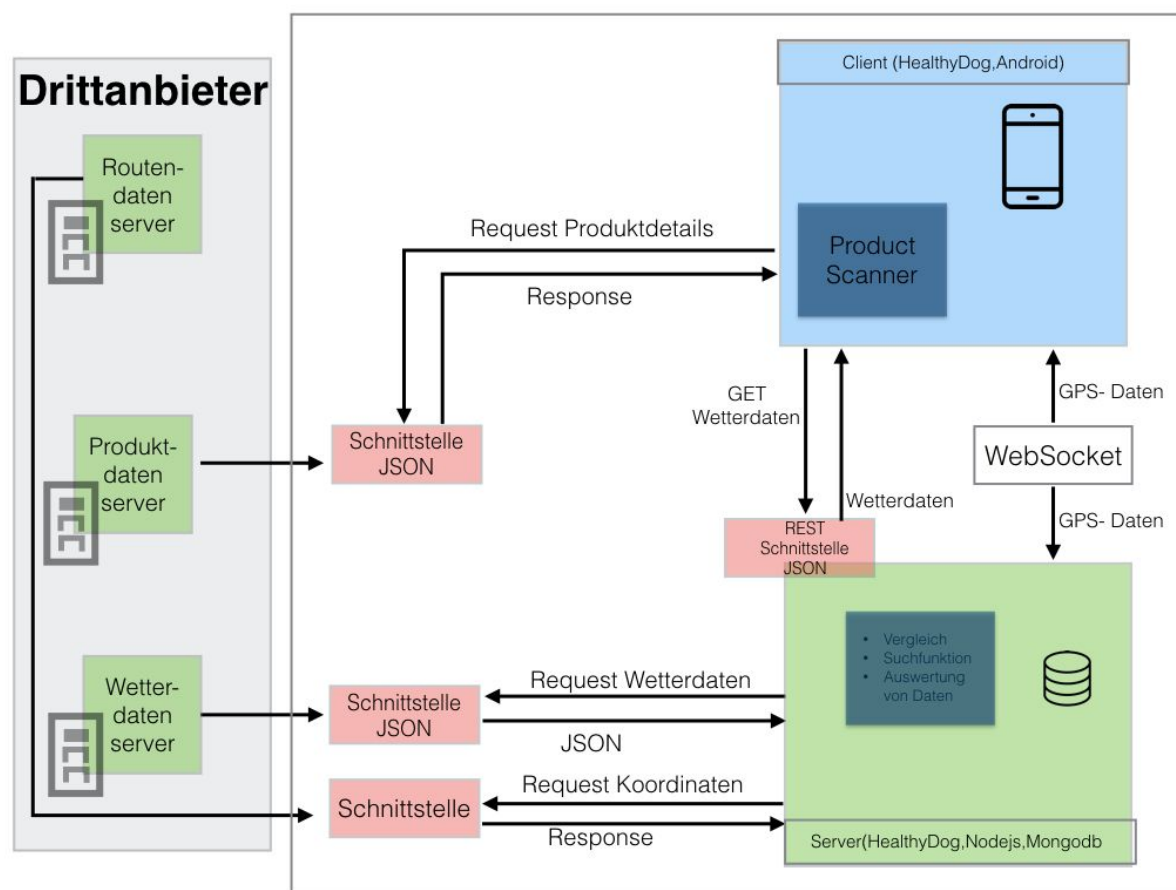 Drittanbieter
Routen-
daten
server
Produkt-
daten
server
Wetter-
daten
server
Client (HealthyDog,Android)
Product
Scanner
Request Produktdetails
Response
Schnittstelle
JSON
GET
Wetterdaten
Wetterdaten
GPS- Daten
WebSocket
GPS- Daten
REST
Schnittstelle
JSON
• Vergleich
• Suchfunktion
• Auswertung
von Daten
Request Wetterdaten
Schnittstelle
JSON
JSON
Request Koordinaten
Schnittstelle
Response
Server(HealthyDog,Nodejs,Mongodb